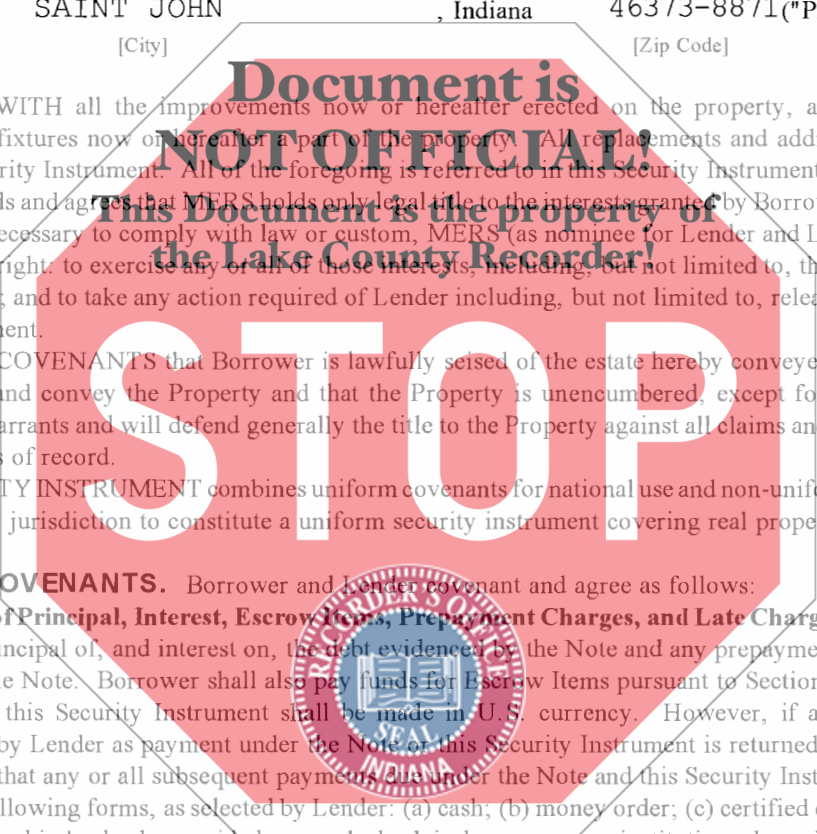 SAINT JOHN , Indiana 46373-8871("P
[City] [Zip Code]
Document is
WITH all the improvements now or hereafter erected on the property, a
NOT OFFICIAL!
fixtures now or hereafter a part of the property. All replacements and add
rity Instrument. All of the foregoing is referred to in this Security Instrument
This Document is the property of
ds and agrees that MERS holds only legal title to the interests granted by Borro
ecessary to comply with law or custom, MERS (as nominee for Lender and L
the Lake County Recorder!
right: to exercise any or all of those interests, including, but not limited to, th
; and to take any action required of Lender including, but not limited to, relea
ment.
STOP
COVENANTS that Borrower is lawfully seised of the estate hereby conveye
and convey the Property and that the Property is unencumbered, except fo
arrants and will defend generally the title to the Property against all claims an
s of record.
TY INSTRUMENT combines uniform covenants for national use and non-unif
jurisdiction to constitute a uniform security instrument covering real prope
OVENANTS. Borrower and Lender covenant and agree as follows:
of Principal, Interest, Escrow Items, Prepayment Charges, and Late Charg
incipal of, and interest on, the debt evidenced by the Note and any prepayme
e Note. Borrower shall also pay funds for Escrow Items pursuant to Section
this Security Instrument shall be made in U.S. currency. However, if a
by Lender as payment under the Note or this Security Instrument is returned
that any or all subsequent payments due under the Note and this Security Inst
llowing forms, as selected by Lender: (a) cash; (b) money order; (c) certified
RECORDER'S OFFICE
SEAL
INDIANA